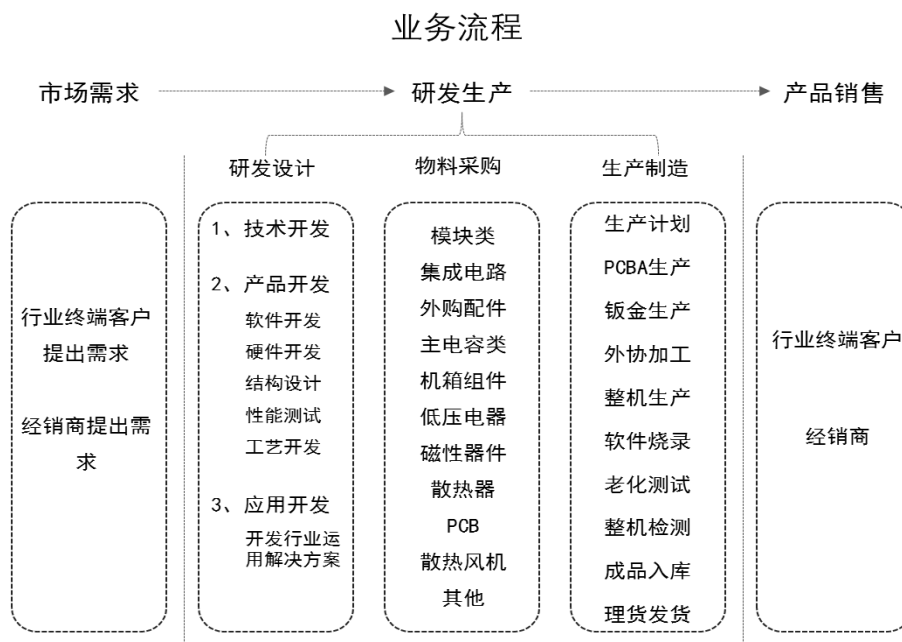 业务流程
市场需求
研发生产
产品销售
研发设计
物料采购
生产制造
行业终端客户
提出需求
经销商提出需
求
1、技术开发
2、产品开发
软件开发
硬件开发
结构设计
性能测试
工艺开发
3、应用开发
开发行业运
用解决方案
模块类
集成电路
外购配件
主电容类
机箱组件
低压电器
磁性器件
散热器
PCB
散热风机
其他
生产计划
PCBA生产
钣金生产
外协加工
整机生产
软件烧录
老化测试
整机检测
成品入库
理货发货
行业终端客户
经销商